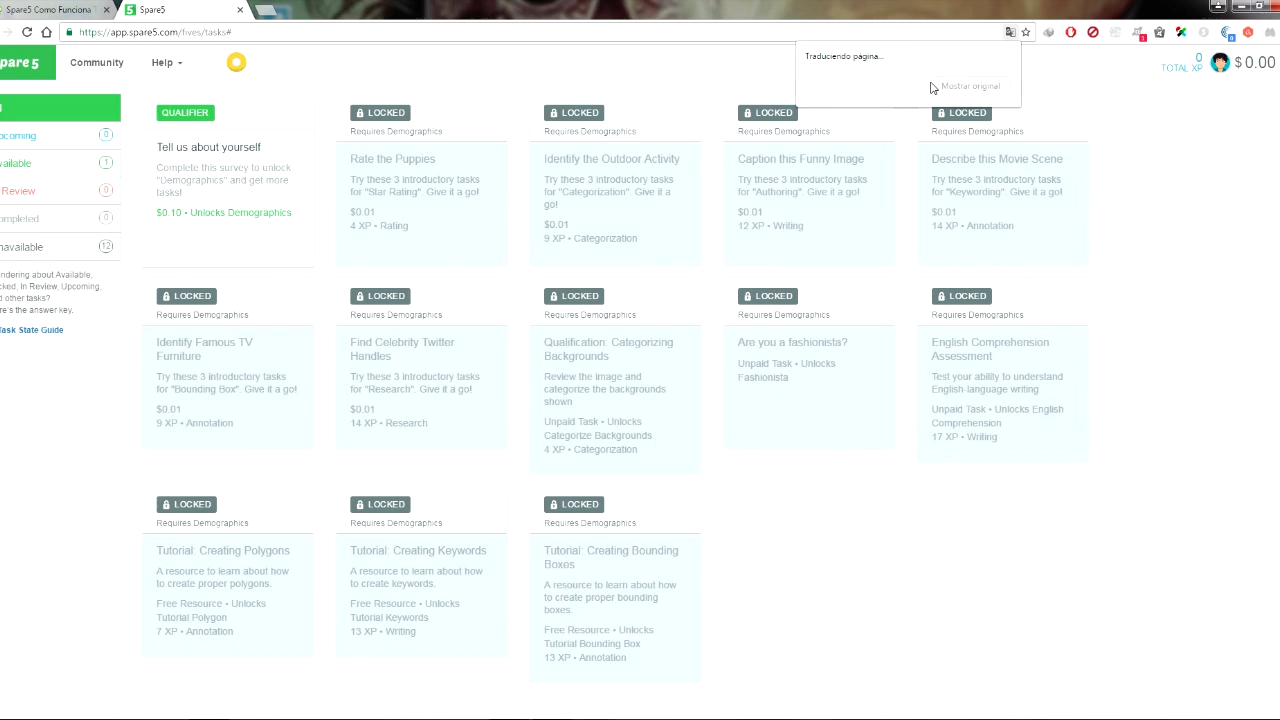 Spare5 Como Funciona T
Spare5
https://app.spare5.com/fives/tasks#
Traduciendo página...
Mostrar original
pare 5
Community
Help
0
TOTAL XP
$ 0.00
pcoming
0
vailable
1
Review
0
ompleted
0
navailable
12
ndering about Available,
cked, In Review, Upcoming,
d other tasks?
re's the answer key.
Task State Guide
QUALIFIER
Tell us about yourself
Complete this survey to unlock
"Demographics" and get more
tasks!
$0.10 • Unlocks Demographics
LOCKED
Requires Demographics
Rate the Puppies
Try these 3 introductory tasks
for "Star Rating". Give it a go!
$0.01
4 XP • Rating
LOCKED
Requires Demographics
Identify the Outdoor Activity
Try these 3 introductory tasks
for "Categorization". Give it a
go!
$0.01
9 XP • Categorization
LOCKED
Requires Demographics
Caption this Funny Image
Try these 3 introductory tasks
for "Authoring". Give it a go!
$0.01
12 XP • Writing
LOCKED
Requires Demographics
Describe this Movie Scene
Try these 3 introductory tasks
for "Keywording". Give it a go!
$0.01
14 XP • Annotation
LOCKED
Requires Demographics
Identify Famous TV
Furniture
Try these 3 introductory tasks
for "Bounding Box". Give it a go!
$0.01
9 XP • Annotation
LOCKED
Requires Demographics
Find Celebrity Twitter
Handles
Try these 3 introductory tasks
for "Research". Give it a go!
$0.01
14 XP • Research
LOCKED
Requires Demographics
Qualification: Categorizing
Backgrounds
Review the image and
categorize the backgrounds
shown
Unpaid Task • Unlocks
Categorize Backgrounds
4 XP • Categorization
LOCKED
Requires Demographics
Are you a fashionista?
Unpaid Task • Unlocks
Fashionista
LOCKED
Requires Demographics
English Comprehension
Assessment
Test your ability to understand
English-language writing
Unpaid Task • Unlocks English
Comprehension
17 XP • Writing
LOCKED
Requires Demographics
Tutorial: Creating Polygons
A resource to learn about how
to create proper polygons.
Free Resource • Unlocks
Tutorial Polygon
7 XP • Annotation
LOCKED
Requires Demographics
Tutorial: Creating Keywords
A resource to learn about how
to create keywords.
Free Resource • Unlocks
Tutorial Keywords
13 XP • Writing
LOCKED
Requires Demographics
Tutorial: Creating Bounding
Boxes
A resource to learn about how
to create proper bounding
boxes.
Free Resource • Unlocks
Tutorial Bounding Box
13 XP • Annotation